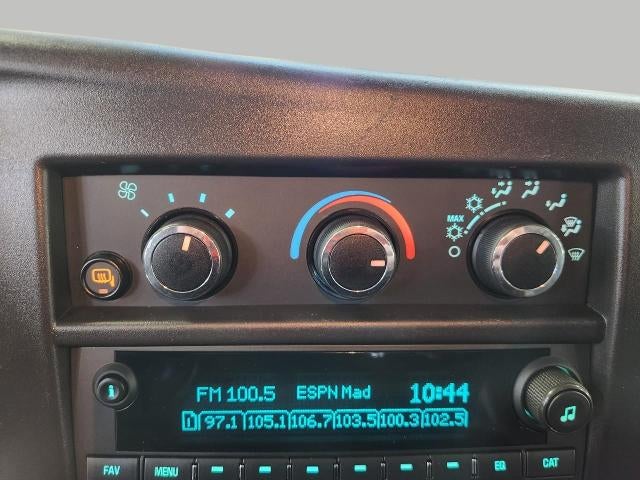 MAX
FM 100.5 ESPN Mad 10:44
1 97.1 105.1 106.7 103.5 100.3 102.5
i
FAV MENU EQ CAT